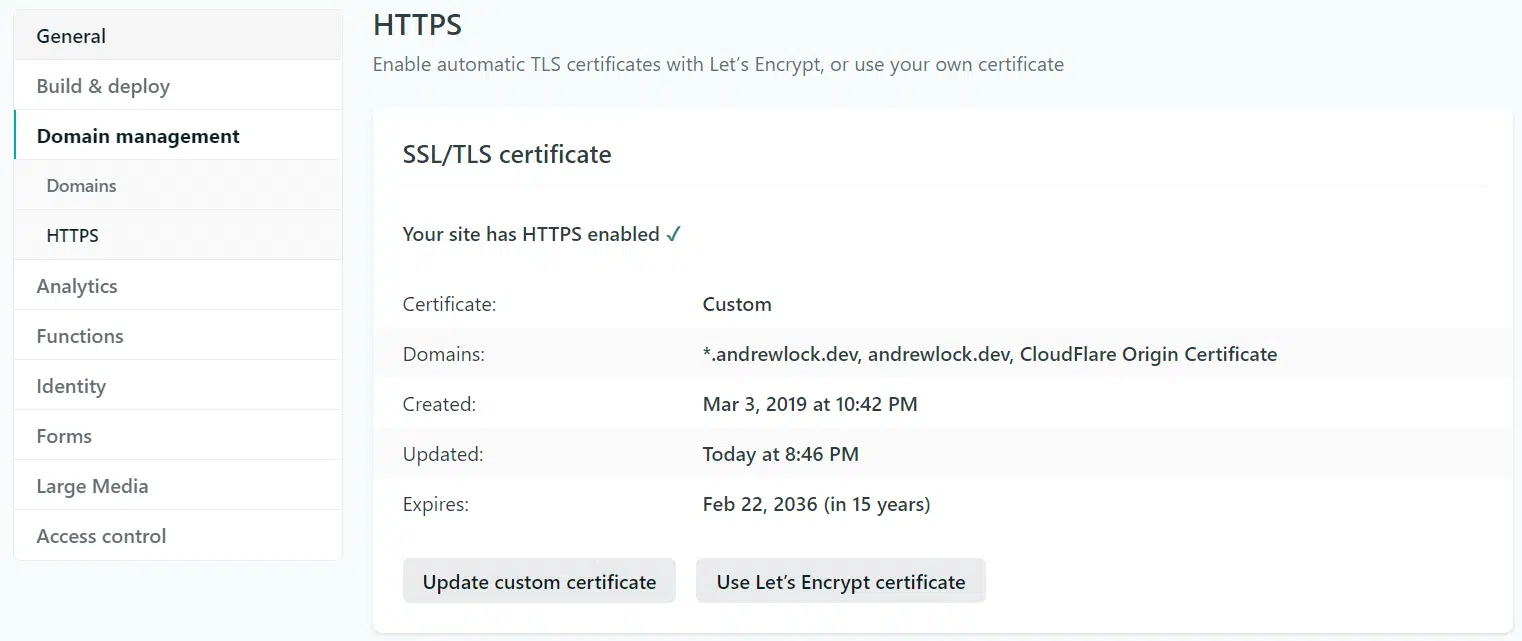 General
Build & deploy
Domain management
Domains
HTTPS
Analytics
Functions
Identity
Forms
Large Media
Access control
HTTPS
Enable automatic TLS certificates with Let’s Encrypt, or use your own certificate
SSL/TLS certificate
Your site has HTTPS enabled ✓
Certificate: Custom
Domains: *.andrewlock.dev, andrewlock.dev, CloudFlare Origin Certificate
Created: Mar 3, 2019 at 10:42 PM
Updated: Today at 8:46 PM
Expires: Feb 22, 2036 (in 15 years)
Update custom certificate Use Let’s Encrypt certificate